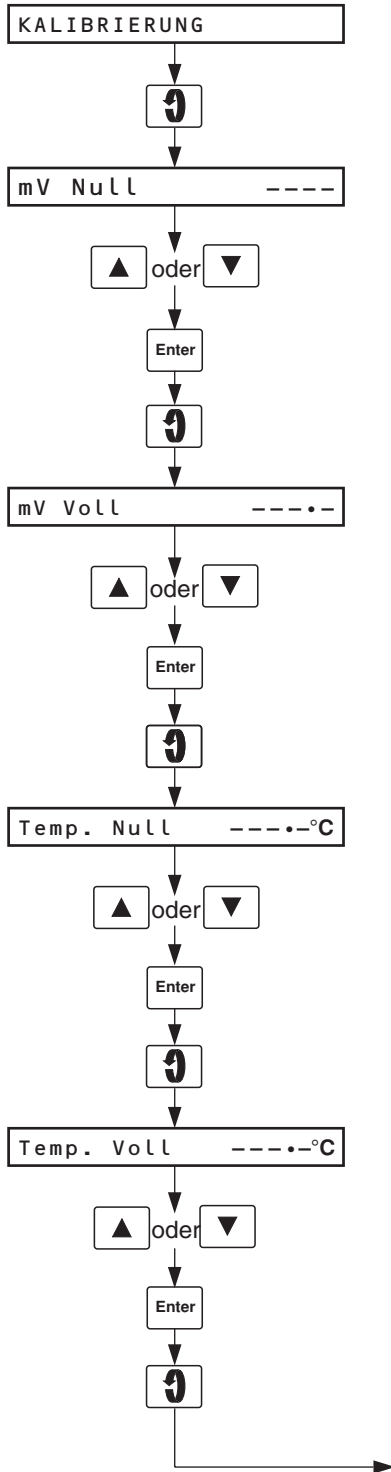 KALIBRIERUNG
mV Null ----
▲ oder ▼
Enter
mV Voll ---•-
▲ oder ▼
Enter
Temp. Null ---•-°C
▲ oder ▼
Enter
Temp. Voll ---•-°C
▲ oder ▼
Enter